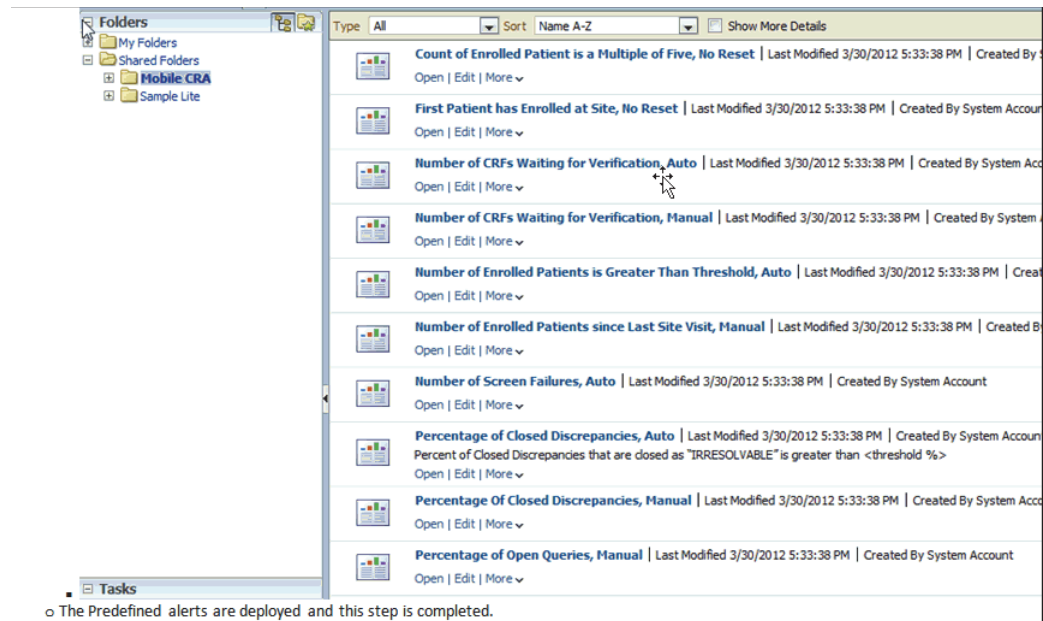 Folders
My Folders
Shared Folders
Mobile CRA
Sample Lite
Tasks
Type All Sort Name A-Z Show More Details
Count of Enrolled Patient is a Multiple of Five, No Reset | Last Modified 3/30/2012 5:33:38 PM | Created By
Open | Edit | More
First Patient has Enrolled at Site, No Reset | Last Modified 3/30/2012 5:33:38 PM | Created By System Accoun
Open | Edit | More
Number of CRFs Waiting for Verification, Auto | Last Modified 3/30/2012 5:33:38 PM | Created By System Acc
Open | Edit | More
Number of CRFs Waiting for Verification, Manual | Last Modified 3/30/2012 5:33:38 PM | Created By System
Open | Edit | More
Number of Enrolled Patients is Greater Than Threshold, Auto | Last Modified 3/30/2012 5:33:38 PM | Creat
Open | Edit | More
Number of Enrolled Patients since Last Site Visit, Manual | Last Modified 3/30/2012 5:33:38 PM | Created B
Open | Edit | More
Number of Screen Failures, Auto | Last Modified 3/30/2012 5:33:38 PM | Created By System Account
Open | Edit | More
Percentage of Closed Discrepancies, Auto | Last Modified 3/30/2012 5:33:38 PM | Created By System Accoun
Percent of Closed Discrepancies that are closed as "IRRESOLVABLE" is greater than <threshold %>
Open | Edit | More
Percentage Of Closed Discrepancies, Manual | Last Modified 3/30/2012 5:33:38 PM | Created By System Acco
Open | Edit | More
Percentage of Open Queries, Manual | Last Modified 3/30/2012 5:33:38 PM | Created By System Account
Open | Edit | More
o The Predefined alerts are deployed and this step is completed.